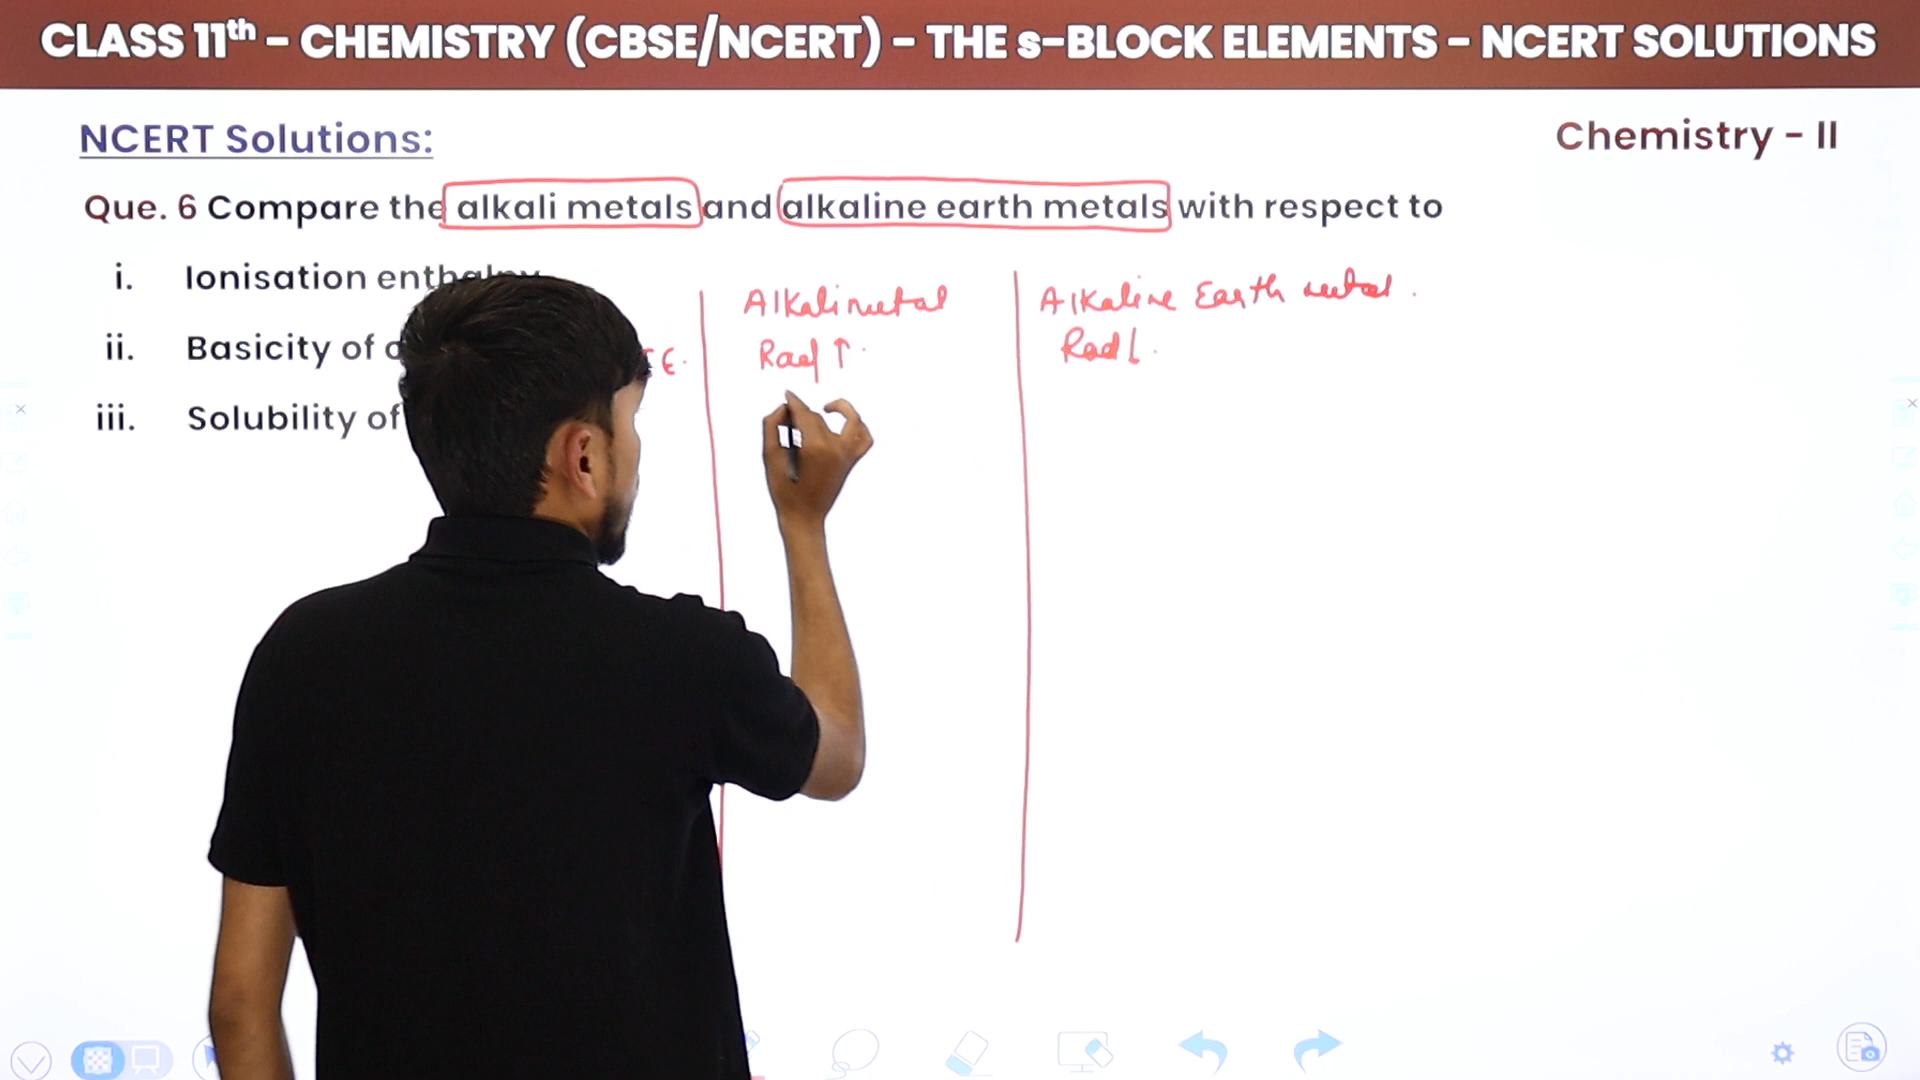 CLASS 11th - CHEMISTRY (CBSE/NCERT) - THE s-BLOCK ELEMENTS - NCERT SOLUTIONS
NCERT Solutions:
Chemistry - II
Que. 6 Compare the alkali metals and alkaline earth metals with respect to
i. Ionisation enthalpy
ii. Basicity of
iii. Solubility of
Alkali metal
Alkaline Earth metal.
Rad ↑.
Rad ↓.